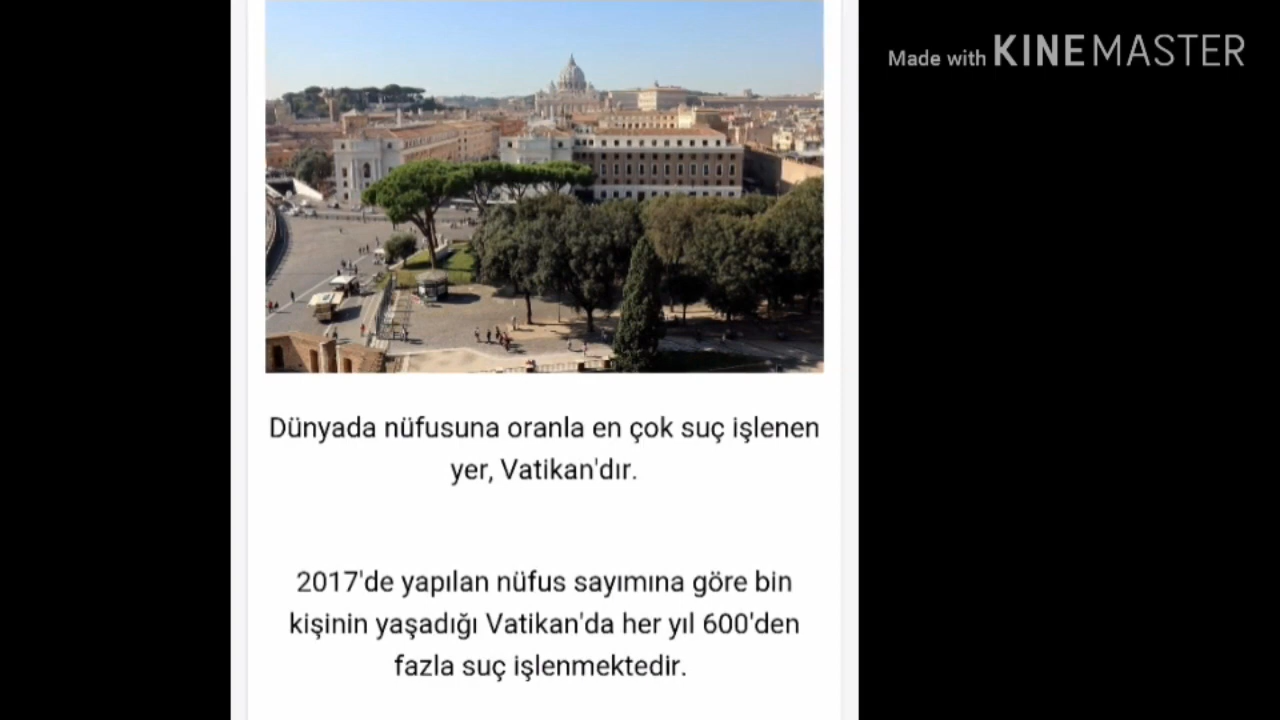 Made with KINEMASTER
Dünyada nüfusuna oranla en çok suç işlenen
yer, Vatikan'dır.
2017'de yapılan nüfus sayımına göre bin
kişinin yaşadığı Vatikan'da her yıl 600'den
fazla suç işlenmektedir.